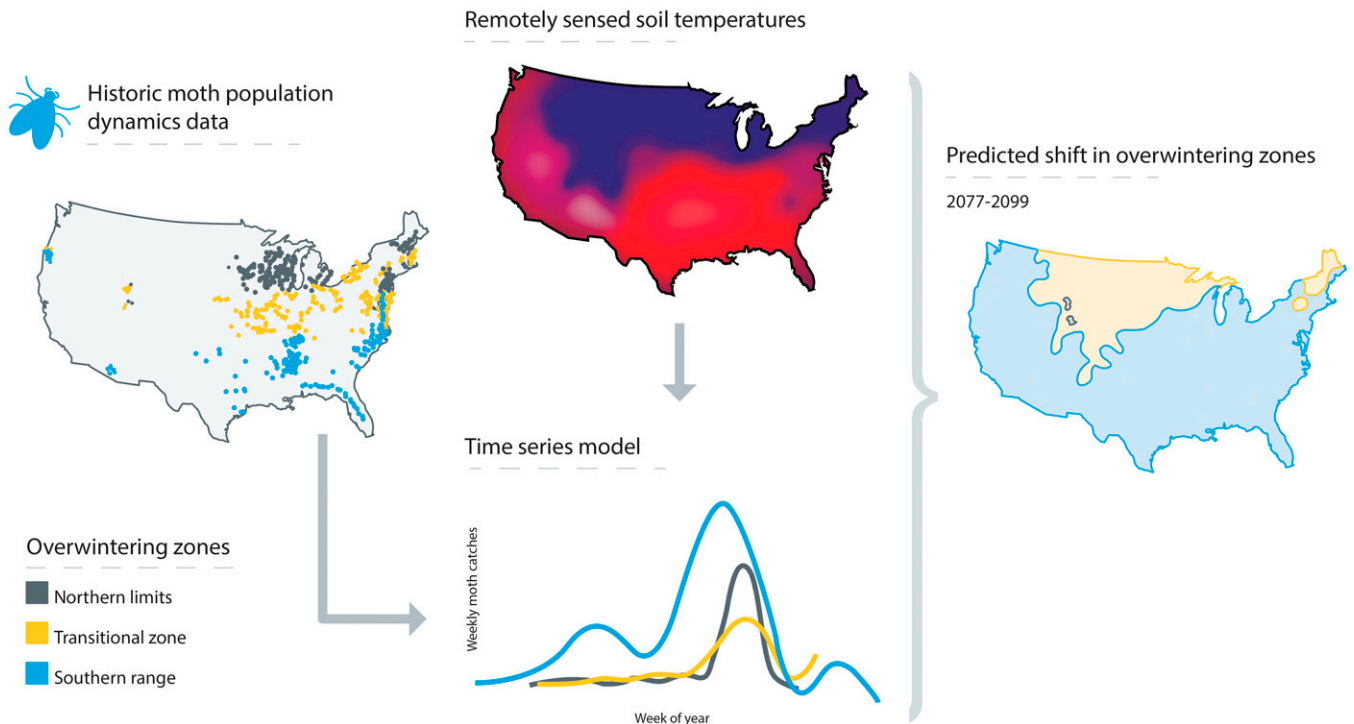 Remotely sensed soil temperatures
Historic moth population
dynamics data
Predicted shift in overwintering zones
2077-2099
Time series model
Weekly moth catches
Week of year
Overwintering zones
Northern limits
Transitional zone
Southern range